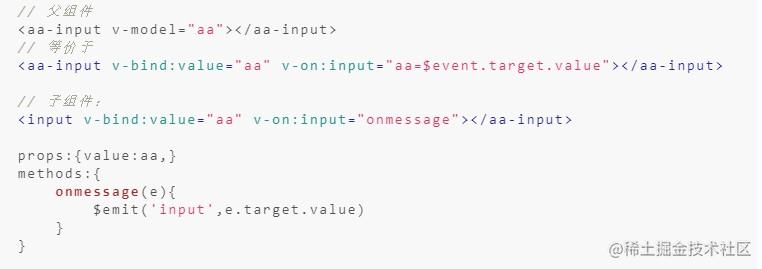 // 父组件
<aa-input v-model="aa"></aa-input>
// 等价于
<aa-input v-bind:value="aa" v-on:input="aa=$event.target.value"></aa-input>
// 子组件：
<input v-bind:value="aa" v-on:input="onmessage"></aa-input>
props:{value:aa,}
methods:{
    onmessage(e){
        $emit('input',e.target.value)
    }
}
@稀土掘金技术社区